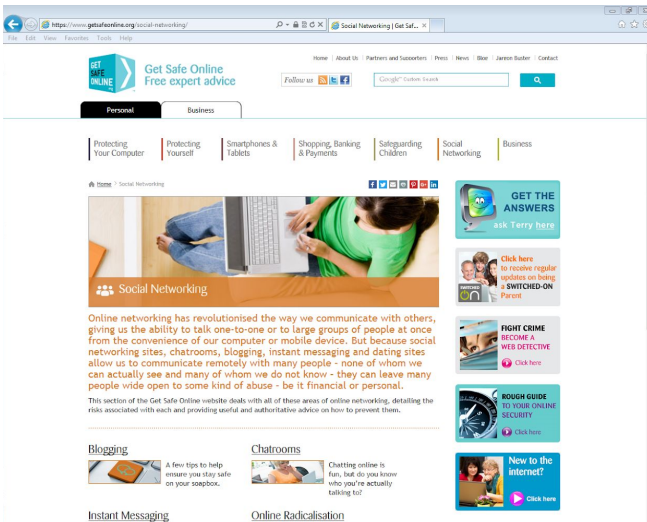 https://www.getsafeonline.org/social-networking/
Social Networking | Get Saf...
File Edit View Favorites Tools Help
GET SAFE ONLINE
Get Safe Online
Free expert advice
Home | About Us | Partners and Supporters | Press | News | Blog | Jargon Buster | Contact
Follow us
Google™ Custom Search
Personal
Business
Protecting Your Computer
Protecting Yourself
Smartphones & Tablets
Shopping, Banking & Payments
Safeguarding Children
Social Networking
Business
Home / Social Networking
Social Networking
Online networking has revolutionised the way we communicate with others,
giving us the ability to talk one-to-one or to large groups of people at once
from the convenience of our computer or mobile device. But because social
networking sites, chatrooms, blogging, instant messaging and dating sites
allow us to communicate remotely with many people - none of whom we
can actually see and many of whom we do not know - they can leave many
people wide open to some kind of abuse - be it financial or personal.
This section of the Get Safe Online website deals with all of these areas of online networking, detailing the
risks associated with each and providing useful and authoritative advice on how to prevent them.
Blogging
A few tips to help
ensure you stay safe
on your soapbox.
Chatrooms
Chatting online is
fun, but do you know
who you're actually
talking to?
Instant Messaging
Online Radicalisation
GET THE
ANSWERS
ask Terry here
Click here
to receive regular
updates on being
a SWITCHED-ON
Parent
SWITCHED
on
FIGHT CRIME
BECOME A
WEB DETECTIVE
Click here
ROUGH GUIDE
TO YOUR ONLINE
SECURITY
Click here
New to the
internet?
Click here